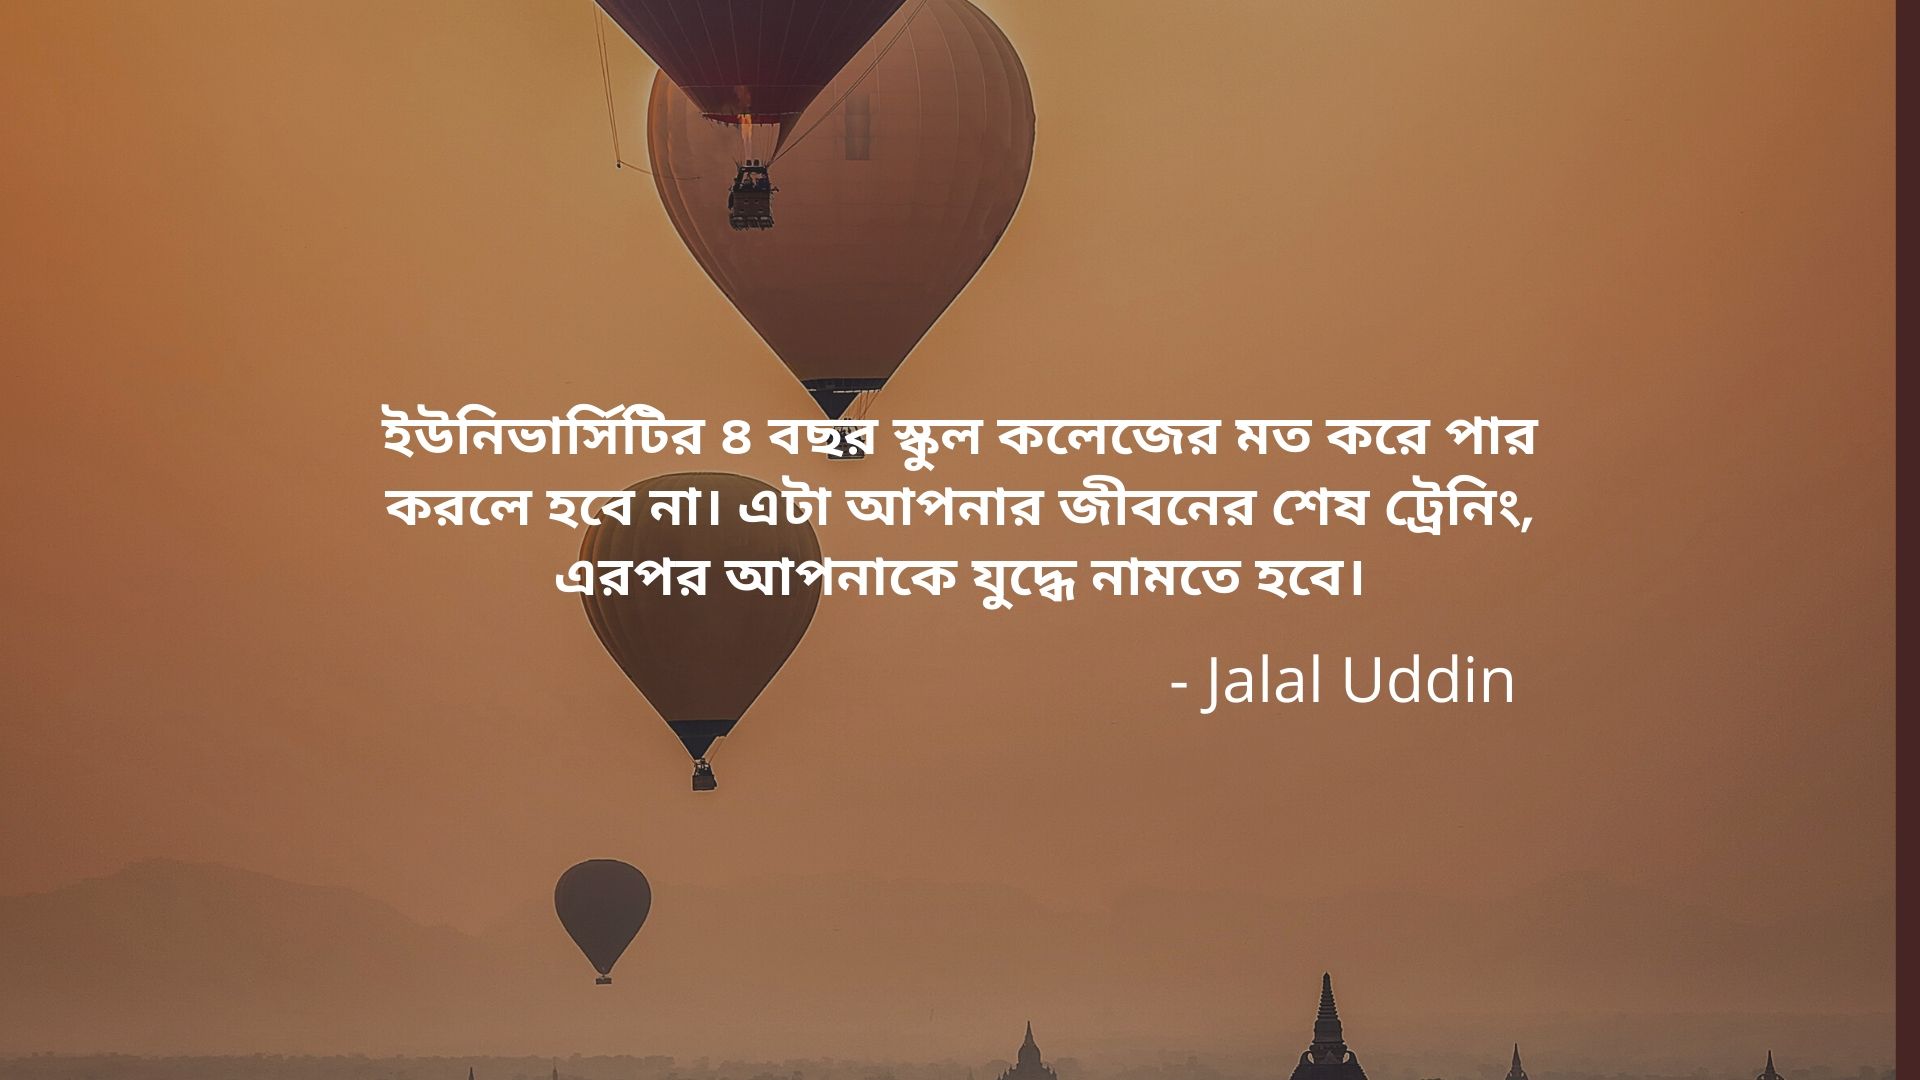 ইউনিভার্সিটির ৪ বছর স্কুল কলেজের মত করে পার
করলে হবে না। এটা আপনার জীবনের শেষ ট্রেনিং,
এরপর আপনাকে যুদ্ধে নামতে হবে।
- Jalal Uddin